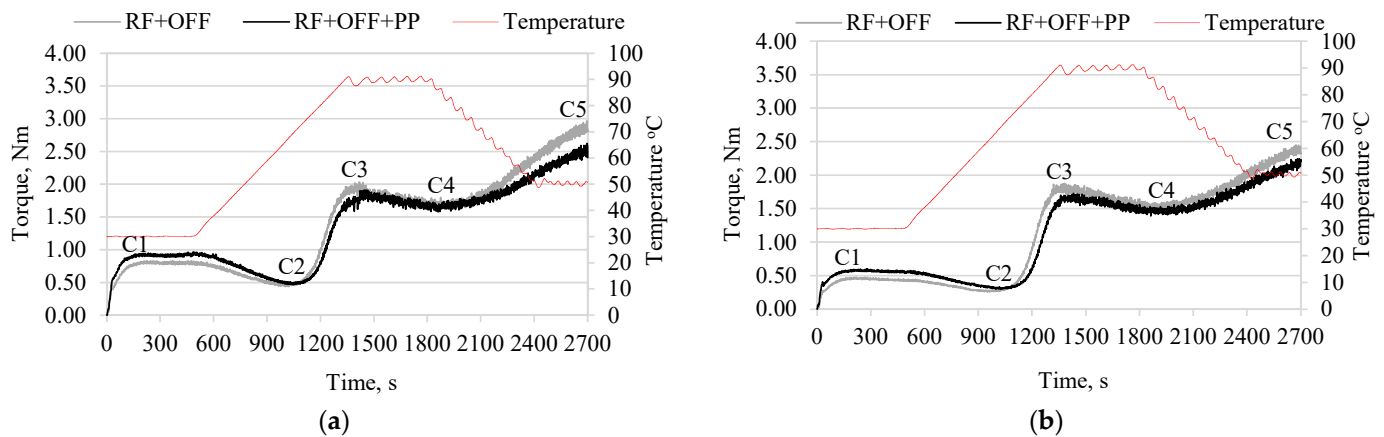 RF+OFF RF+OFF+PP Temperature
4.00
3.50
3.00
2.50
2.00
1.50
1.00
0.50
0.00
Torque, Nm
100
90
80
70
60
50
40
30
20
10
0
Temperature ºC
C1
C2
C3
C4
C5
0 300 600 900 1200 1500 1800 2100 2400 2700
Time, s
(a)
RF+OFF RF+OFF+PP Temperature
4.00
3.50
3.00
2.50
2.00
1.50
1.00
0.50
0.00
Torque, Nm
100
90
80
70
60
50
40
30
20
10
0
Temperature ºC
C1
C2
C3
C4
C5
0 300 600 900 1200 1500 1800 2100 2400 2700
Time, s
(b)